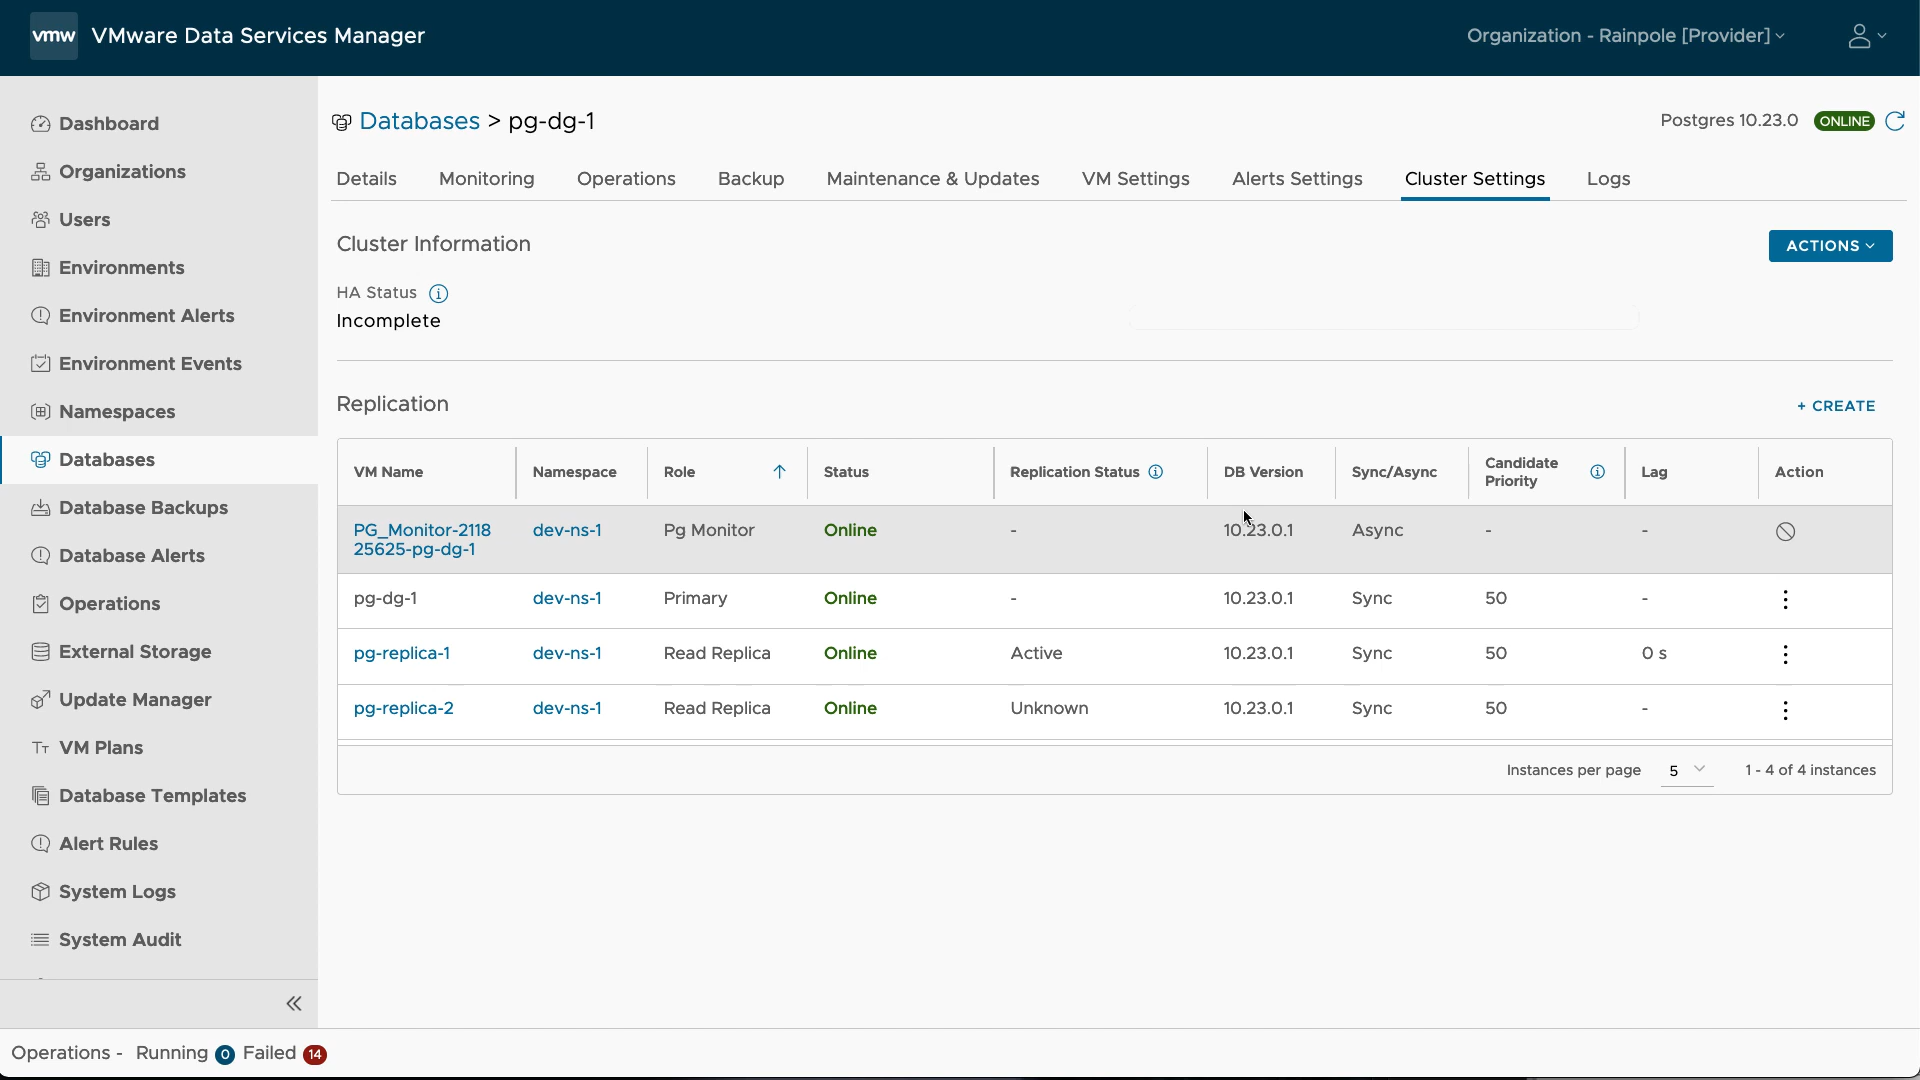 vmw VMware Data Services Manager
Organization - Rainpole [Provider]
Dashboard
Organizations
Users
Environments
Environment Alerts
Environment Events
Namespaces
Databases
Database Backups
Database Alerts
Operations
External Storage
Update Manager
VM Plans
Database Templates
Alert Rules
System Logs
System Audit
Databases > pg-dg-1
Postgres 10.23.0 ONLINE
Details Monitoring Operations Backup Maintenance & Updates VM Settings Alerts Settings Cluster Settings Logs
Cluster Information
ACTIONS
HA Status
Incomplete
Replication
+ CREATE
VM Name Namespace Role Status Replication Status DB Version Sync/Async Candidate Priority Lag Action
PG_Monitor-2118
25625-pg-dg-1 dev-ns-1 Pg Monitor Online - 10.23.0.1 Async - -
pg-dg-1 dev-ns-1 Primary Online - 10.23.0.1 Sync 50 -
pg-replica-1 dev-ns-1 Read Replica Online Active 10.23.0.1 Sync 50 0 s
pg-replica-2 dev-ns-1 Read Replica Online Unknown 10.23.0.1 Sync 50 -
Instances per page 5 1 - 4 of 4 instances
Operations - Running 0 Failed 14